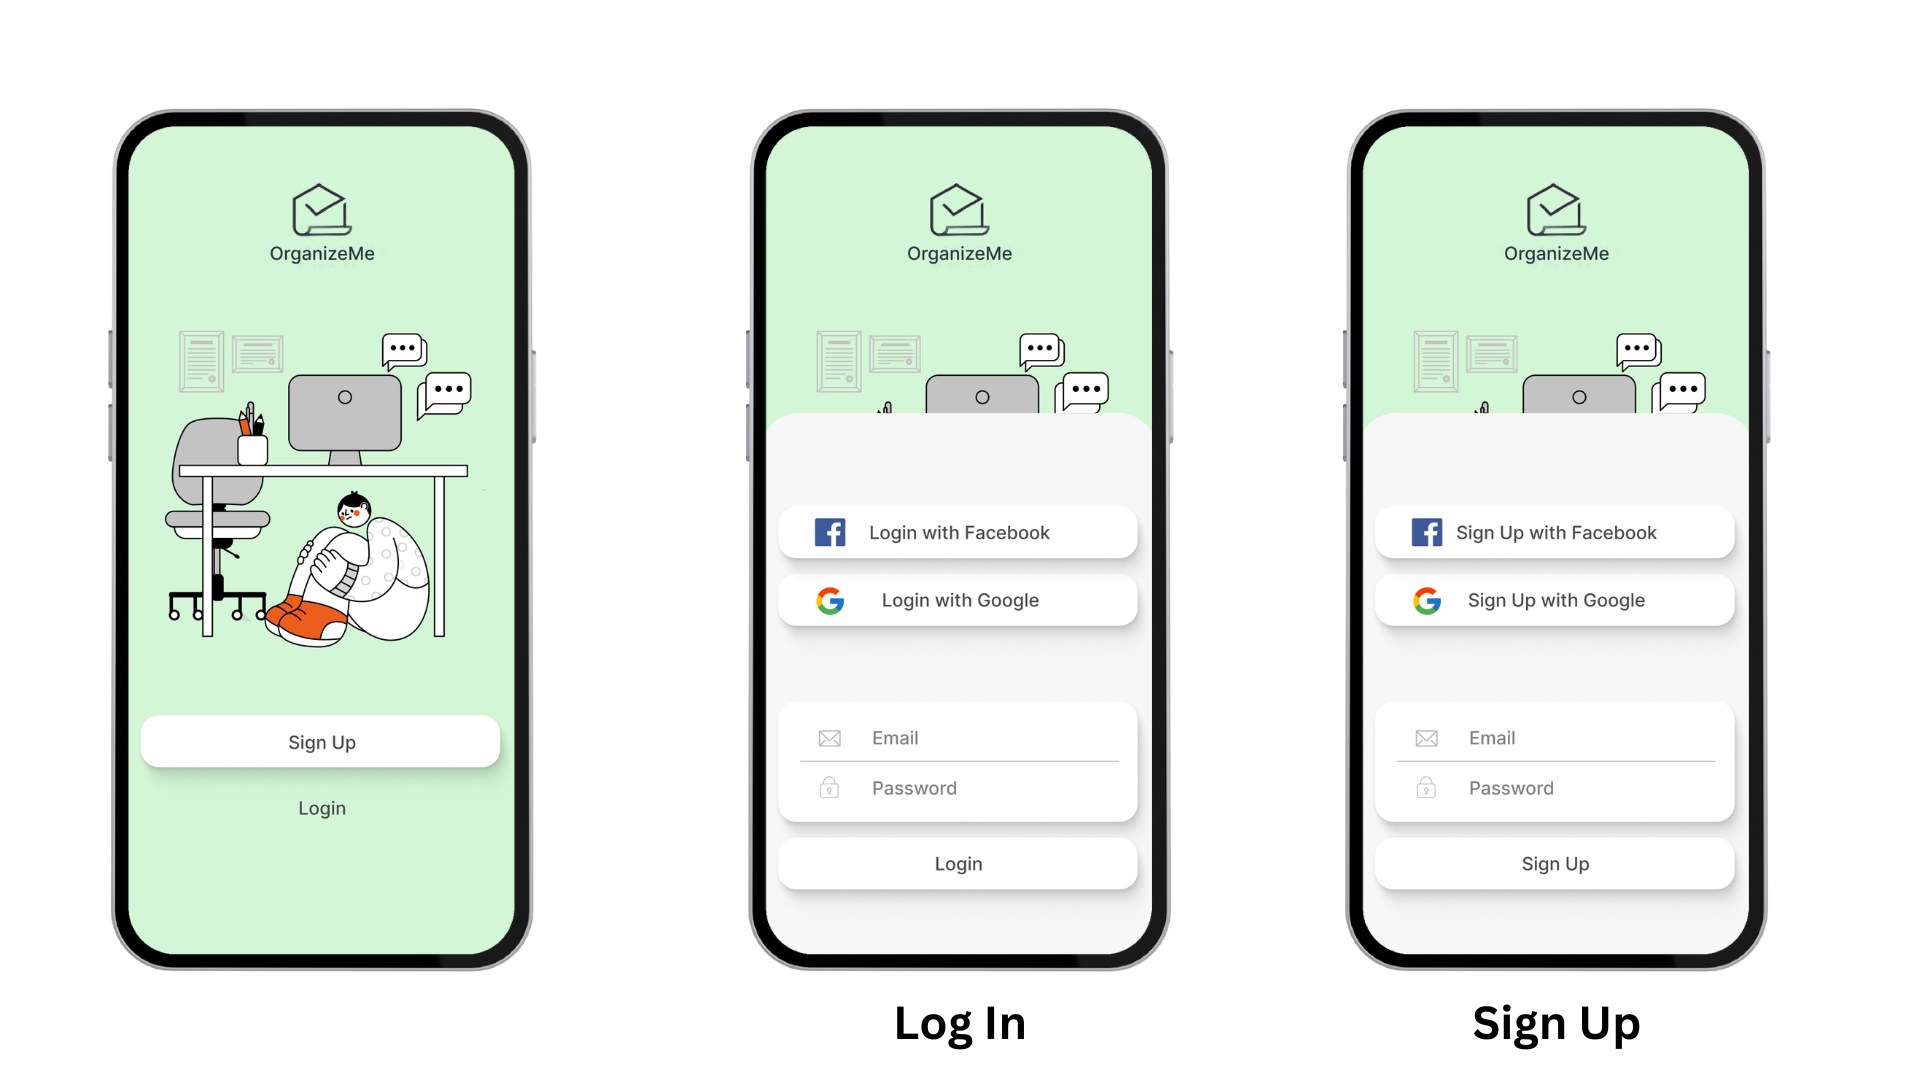 OrganizeMe
Sign Up
Login
OrganizeMe
Login with Facebook
Login with Google
Email
Password
Login
Log In
OrganizeMe
Sign Up with Facebook
Sign Up with Google
Email
Password
Sign Up
Sign Up